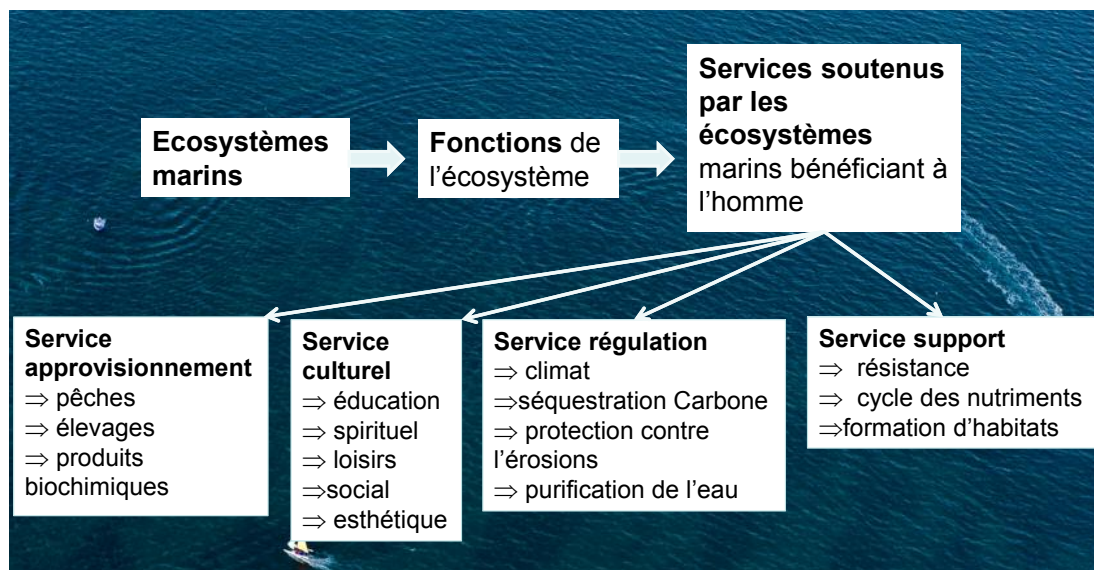 Ecosystèmes
marins
Fonctions de
l'écosystème
Services soutenus
par les
écosystèmes
marins bénéficiant à
l'homme
Service
approvisionnement
⇒ pêches
⇒ élevages
⇒ produits
biochimiques
Service
culturel
⇒ éducation
⇒ spirituel
⇒ loisirs
⇒social
⇒ esthétique
Service régulation
⇒ climat
⇒séquestration Carbone
⇒ protection contre
l'érosions
⇒ purification de l'eau
Service support
⇒ résistance
⇒ cycle des nutriments
⇒formation d'habitats